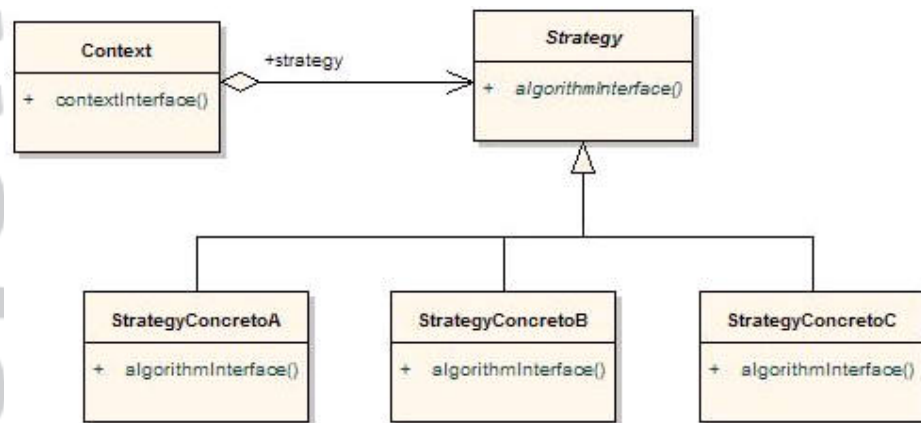 Context
+ contextInterface()
+strategy
Strategy
+ algorithmInterface()
StrategyConcretoA
+ algorithmInterface()
StrategyConcretoB
+ algorithmInterface()
StrategyConcretoC
+ algorithmInterface()